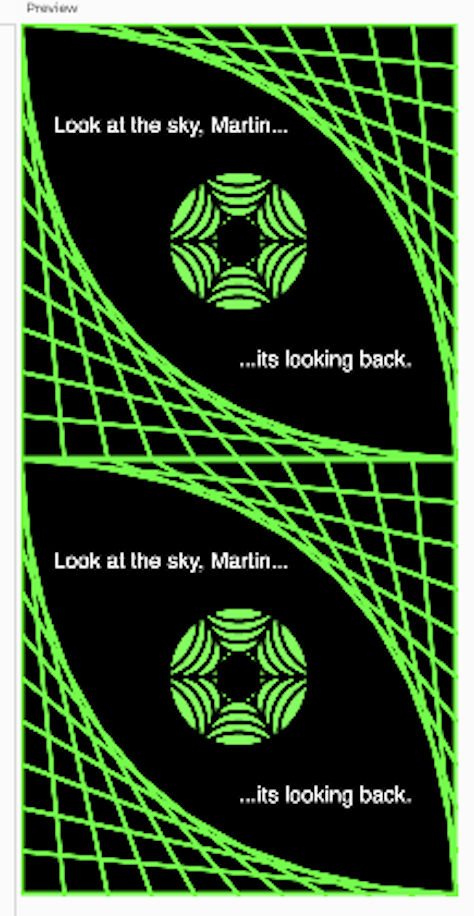 Preview
Look at the sky, Martin...
...its looking back.
Look at the sky, Martin...
...its looking back.